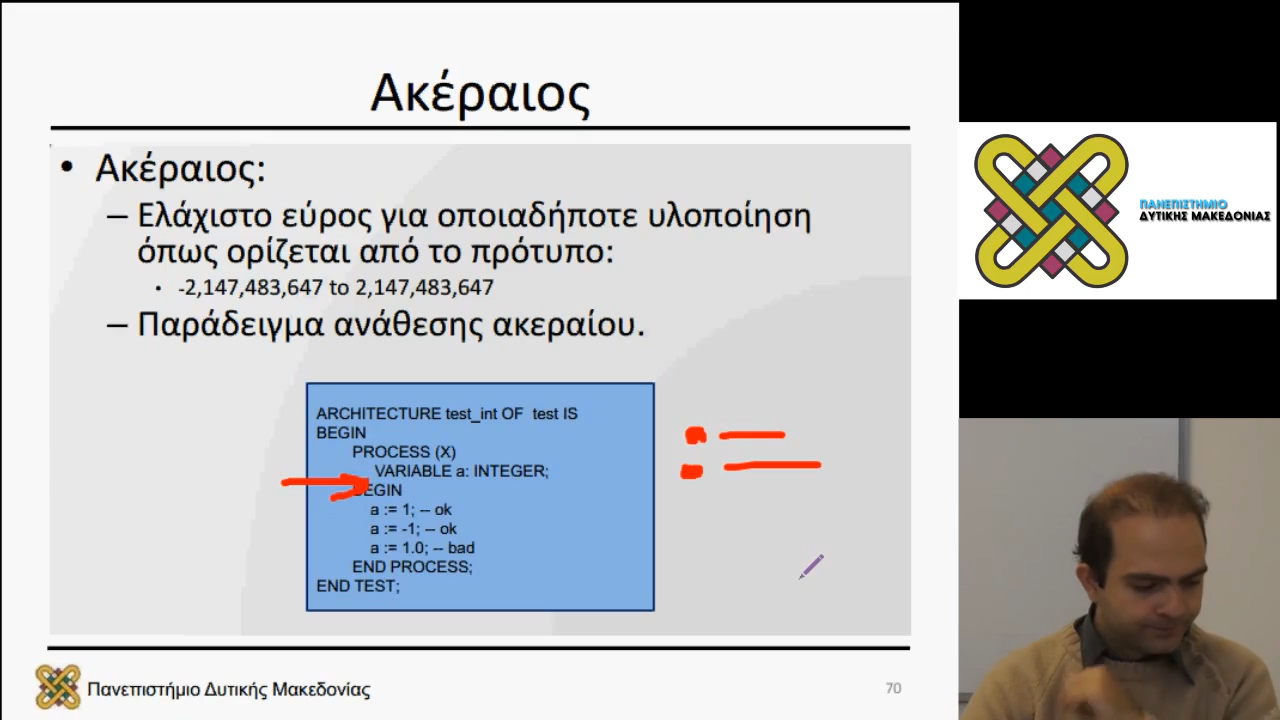 Ακέραιος
• Ακέραιος:
– Ελάχιστο εύρος για οποιαδήποτε υλοποίηση
όπως ορίζεται από το πρότυπο:
• -2,147,483,647 to 2,147,483,647
– Παράδειγμα ανάθεσης ακεραίου.
ARCHITECTURE test_int OF test IS
BEGIN
PROCESS (X)
VARIABLE a: INTEGER;
BEGIN
a := 1; -- ok
a := -1; -- ok
a := 1.0; -- bad
END PROCESS;
END TEST;
Πανεπιστήμιο Δυτικής Μακεδονίας
70
ΠΑΝΕΠΙΣΤΗΜΙΟ
ΔΥΤΙΚΗΣ ΜΑΚΕΔΟΝΙΑΣ